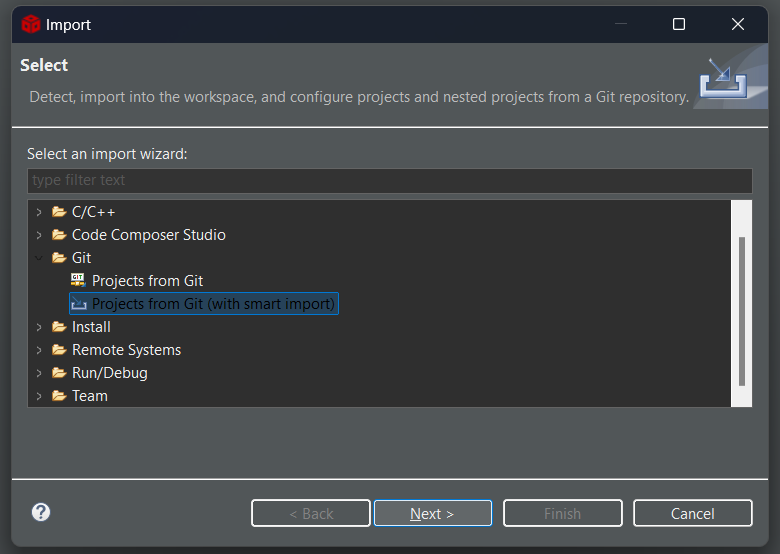 Import
Select
Detect, import into the workspace, and configure projects and nested projects from a Git repository.
Select an import wizard:
type filter text
C/C++
Code Composer Studio
Git
GIT Projects from Git
Projects from Git (with smart import)
Install
Remote Systems
Run/Debug
Team
? < Back Next > Finish Cancel